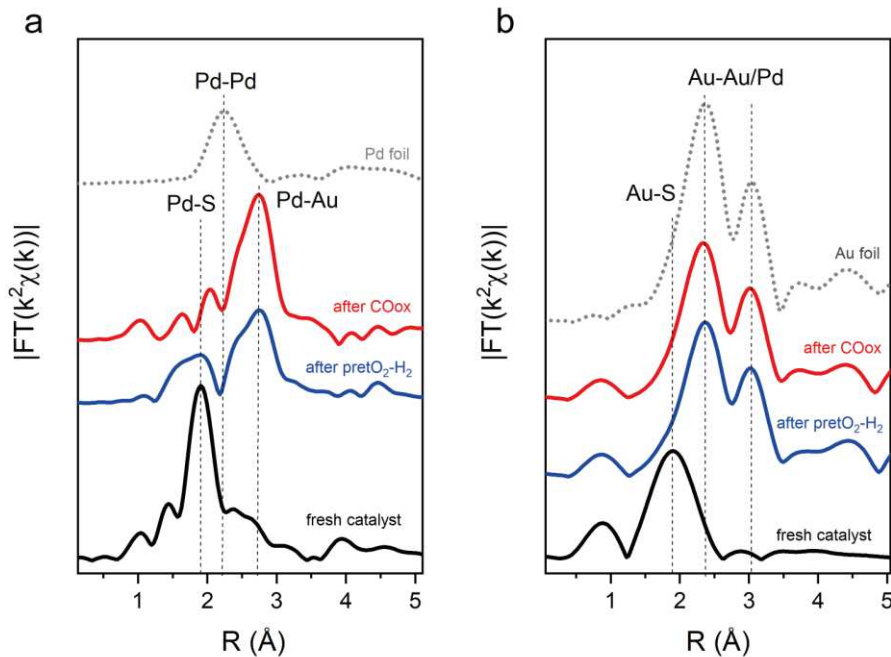 a
|FT(k²χ(k))|
Pd-Pd
Pd foil
Pd-S
Pd-Au
after COox
after pretO₂-H₂
fresh catalyst
1 2 3 4 5
R (Å)
b
|FT(k²χ(k))|
Au-Au/Pd
Au-S
Au foil
after COox
after pretO₂-H₂
fresh catalyst
0 1 2 3 4 5
R (Å)